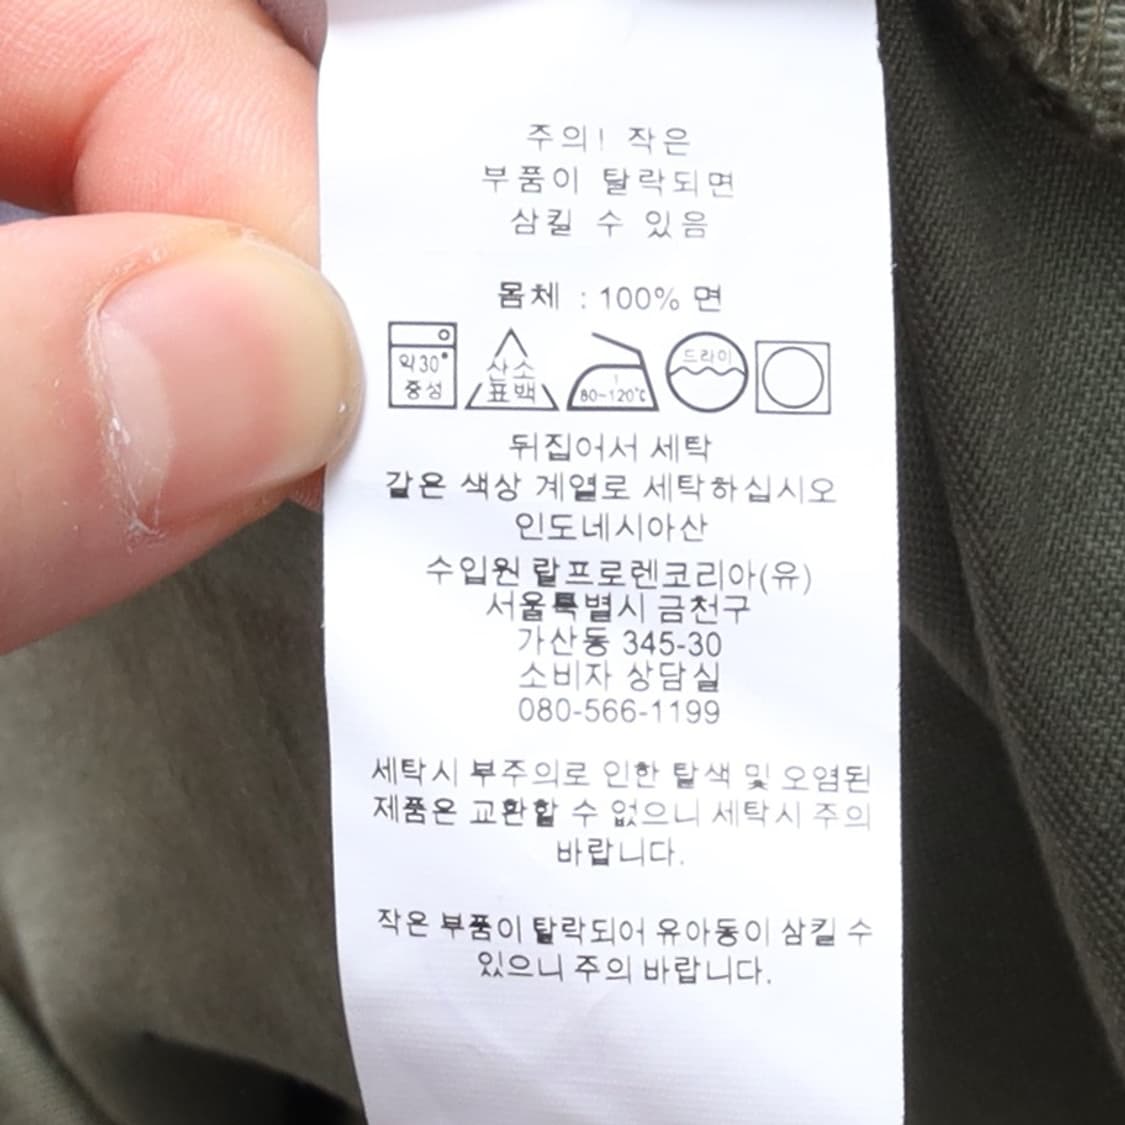 주의! 작은
부품이 탈락되면
삼킬 수 있음
몸체 : 100% 면
약30° 중성
산소 표백
80~120℃
드라이
뒤집어서 세탁
같은 색상 계열로 세탁하십시오
인도네시아산
수입원 랄프로렌코리아(유)
서울특별시 금천구
가산동 345-30
소비자 상담실
080-566-1199
세탁시 부주의로 인한 탈색 및 오염된
제품은 교환할 수 없으니 세탁시 주의
바랍니다.
작은 부품이 탈락되어 유아동이 삼킬 수
있으니 주의 바랍니다.